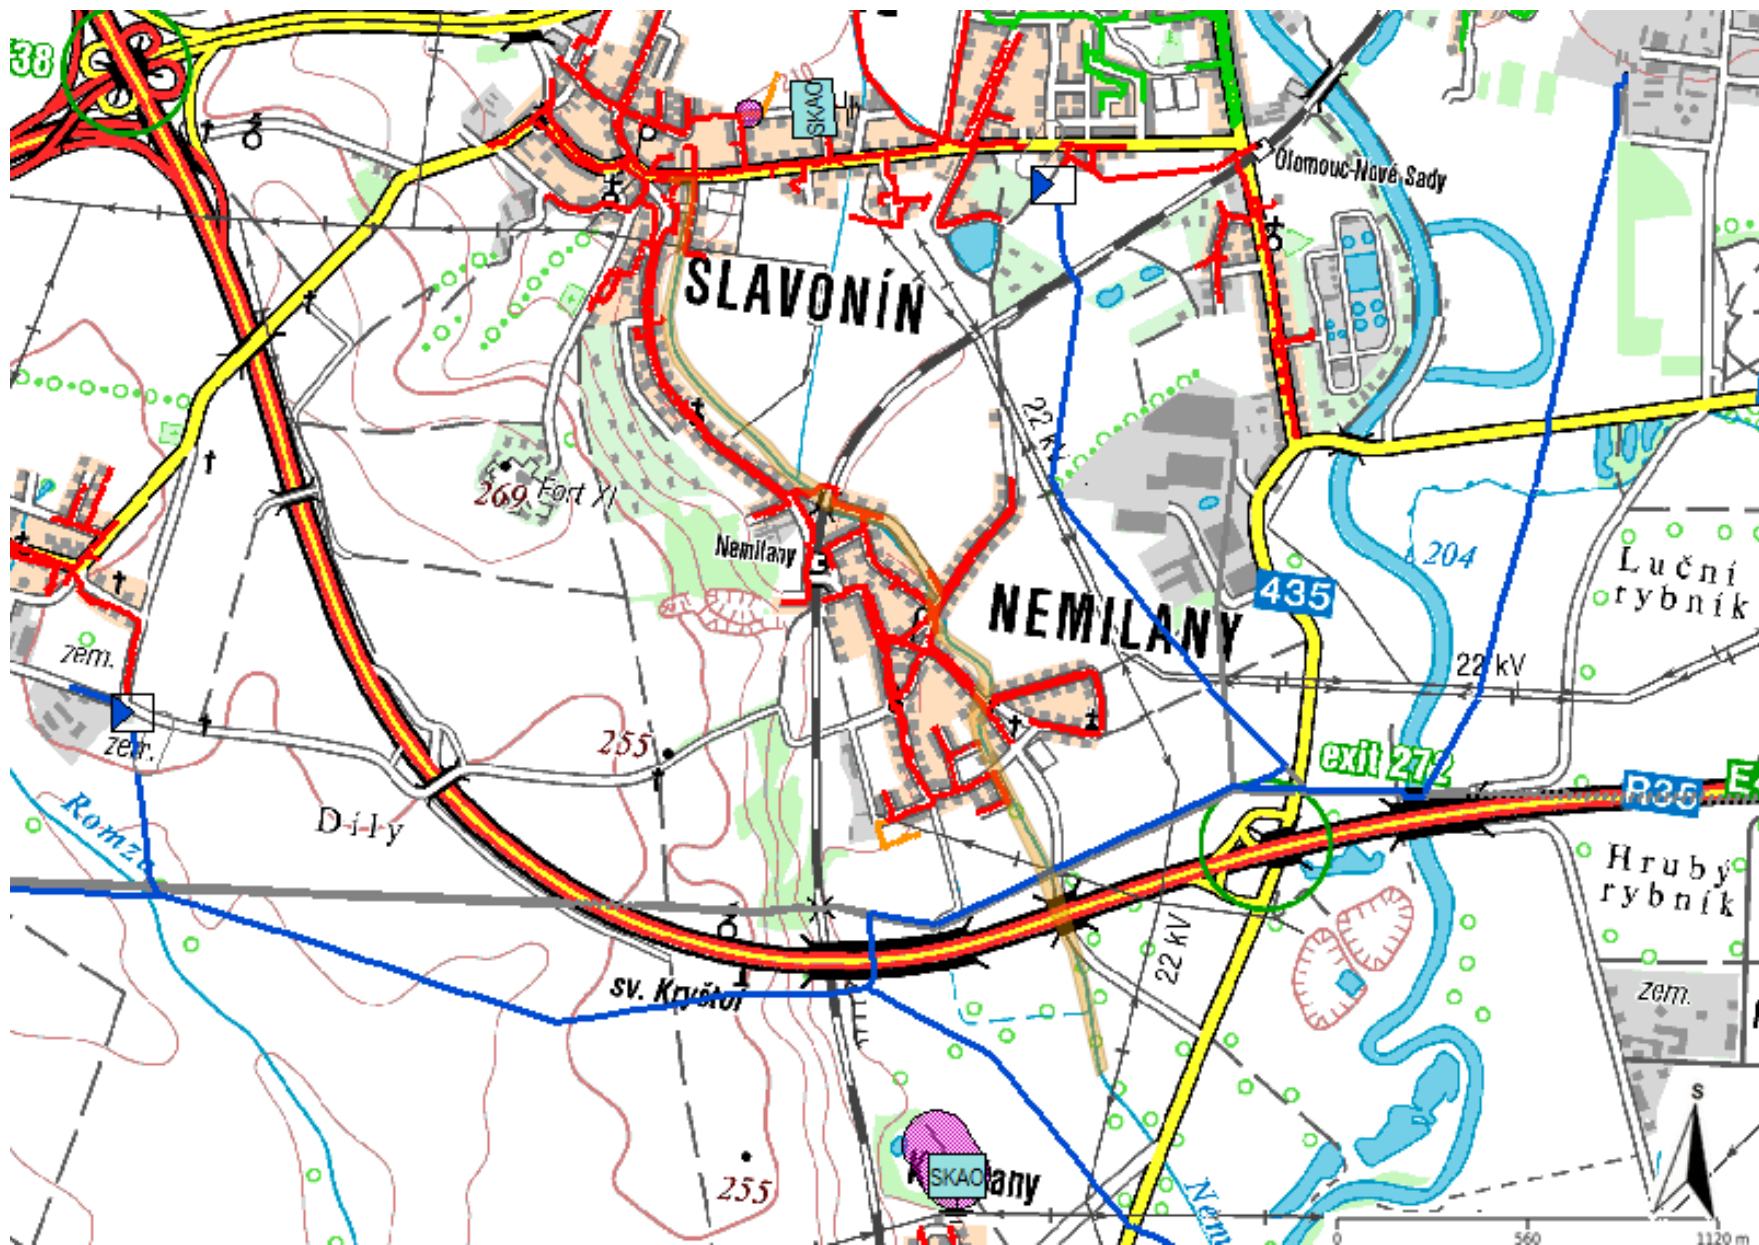 38
SKAO
Olomouc-Nové Sady
SLAVONÍN
22 kV
269
Fort XI
Nemilany
204
Luční
rybník
435
NEMILANY
zem.
22 kV
zem.
255
exit 272
R35
Díly
Romza
Hrubý
rybník
22 kV
sv. Kryštof
zem.
255
SKAO
S
0 560 1120 m